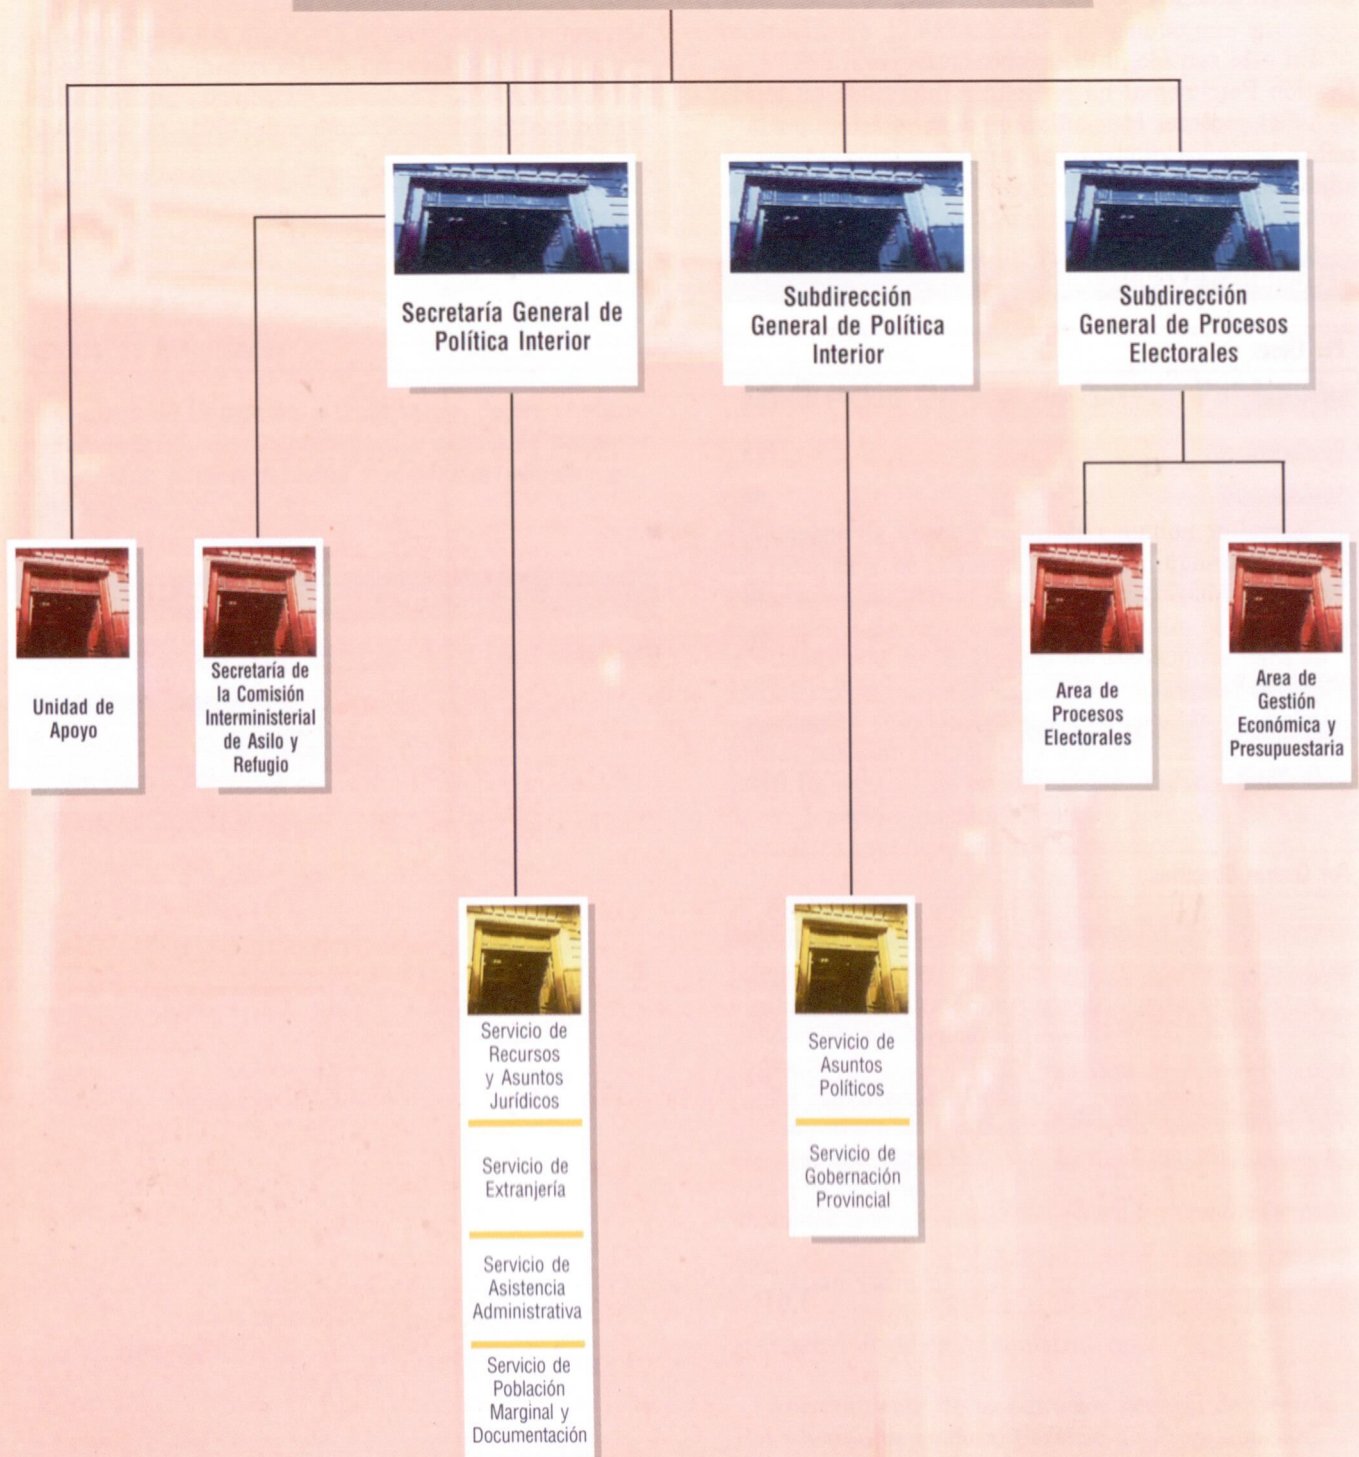 Secretaría General de
Política Interior
Subdirección
General de Política
Interior
Subdirección
General de Procesos
Electorales
Unidad de
Apoyo
Secretaría de
la Comisión
Interministerial
de Asilo y
Refugio
Area de
Procesos
Electorales
Area de
Gestión
Económica y
Presupuestaria
Servicio de
Recursos
y Asuntos
Jurídicos
Servicio de
Extranjería
Servicio de
Asistencia
Administrativa
Servicio de
Población
Marginal y
Documentación
Servicio de
Asuntos
Políticos
Servicio de
Gobernación
Provincial